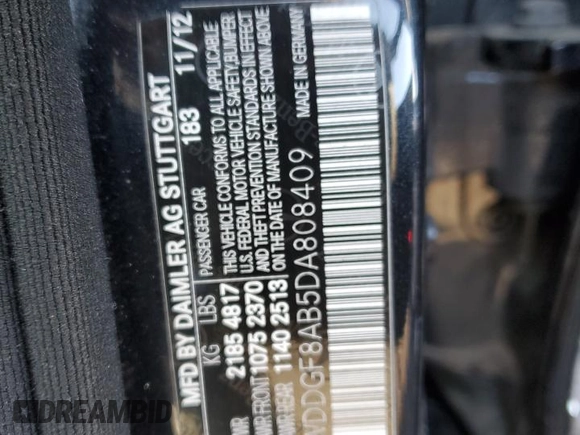 MFD BY DAIMLER AG STUTTGART
183 11/12
KG LBS PASSENGER CAR
2185 4817 THIS VEHICLE CONFORMS TO ALL APPLICABLE
FRONT 1075 2370 U.S. FEDERAL MOTOR VEHICLE SAFETY, BUMPER
AND THEFT PREVENTION STANDARDS IN EFFECT
1140 2513 ON THE DATE OF MANUFACTURE SHOWN ABOVE
DDGF8AB5DA808409 MADE IN GERMANY
AUTOBIDMASTER